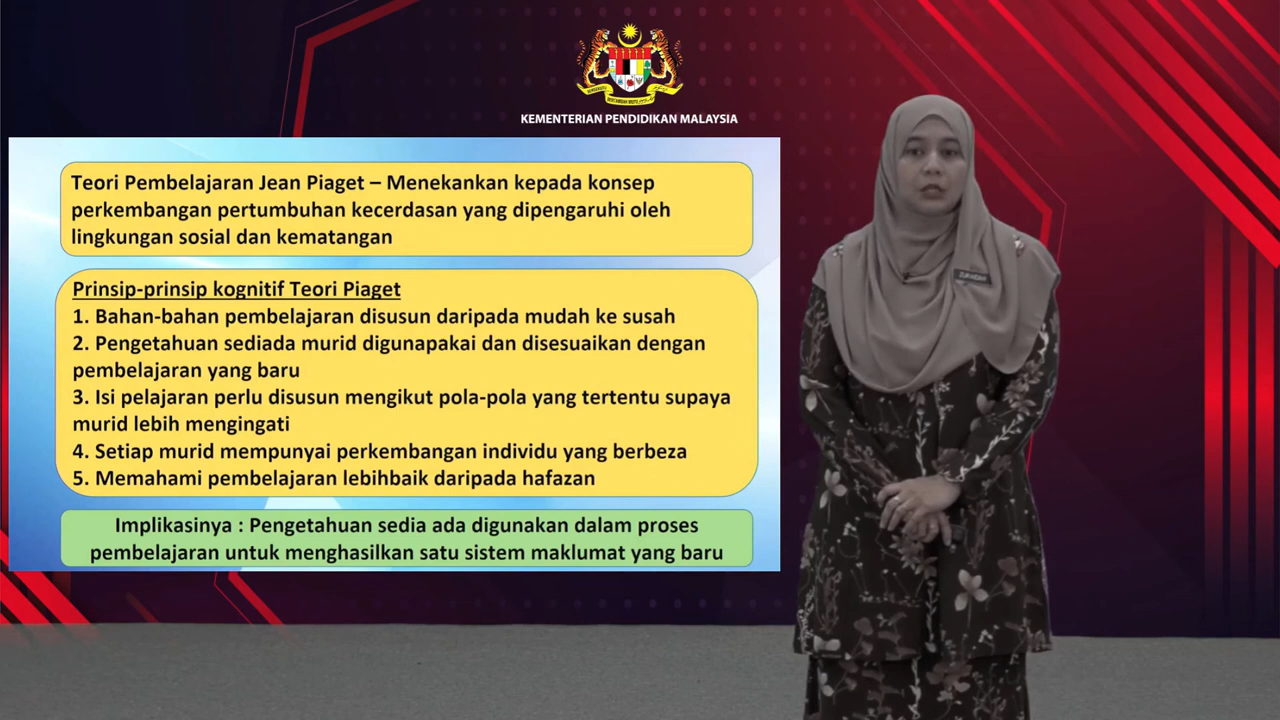 KEMENTERIAN PENDIDIKAN MALAYSIA
Teori Pembelajaran Jean Piaget – Menekankan kepada konsep
perkembangan pertumbuhan kecerdasan yang dipengaruhi oleh
lingkungan sosial dan kematangan
Prinsip-prinsip kognitif Teori Piaget
1. Bahan-bahan pembelajaran disusun daripada mudah ke susah
2. Pengetahuan sediada murid digunapakai dan disesuaikan dengan
pembelajaran yang baru
3. Isi pelajaran perlu disusun mengikut pola-pola yang tertentu supaya
murid lebih mengingati
4. Setiap murid mempunyai perkembangan individu yang berbeza
5. Memahami pembelajaran lebihbaik daripada hafazan
Implikasinya : Pengetahuan sedia ada digunakan dalam proses
pembelajaran untuk menghasilkan satu sistem maklumat yang baru